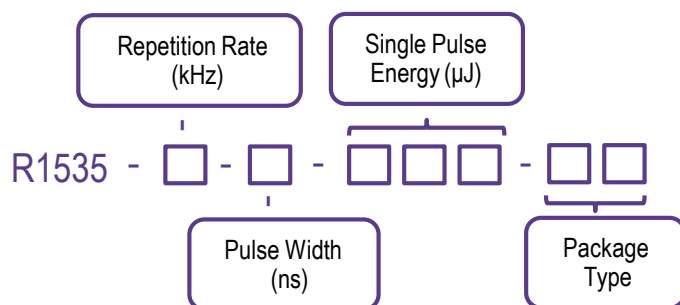 Repetition Rate
(kHz)
Single Pulse
Energy (µJ)
R1535 - □ - □ - □□□ - □□
Pulse Width
(ns)
Package
Type